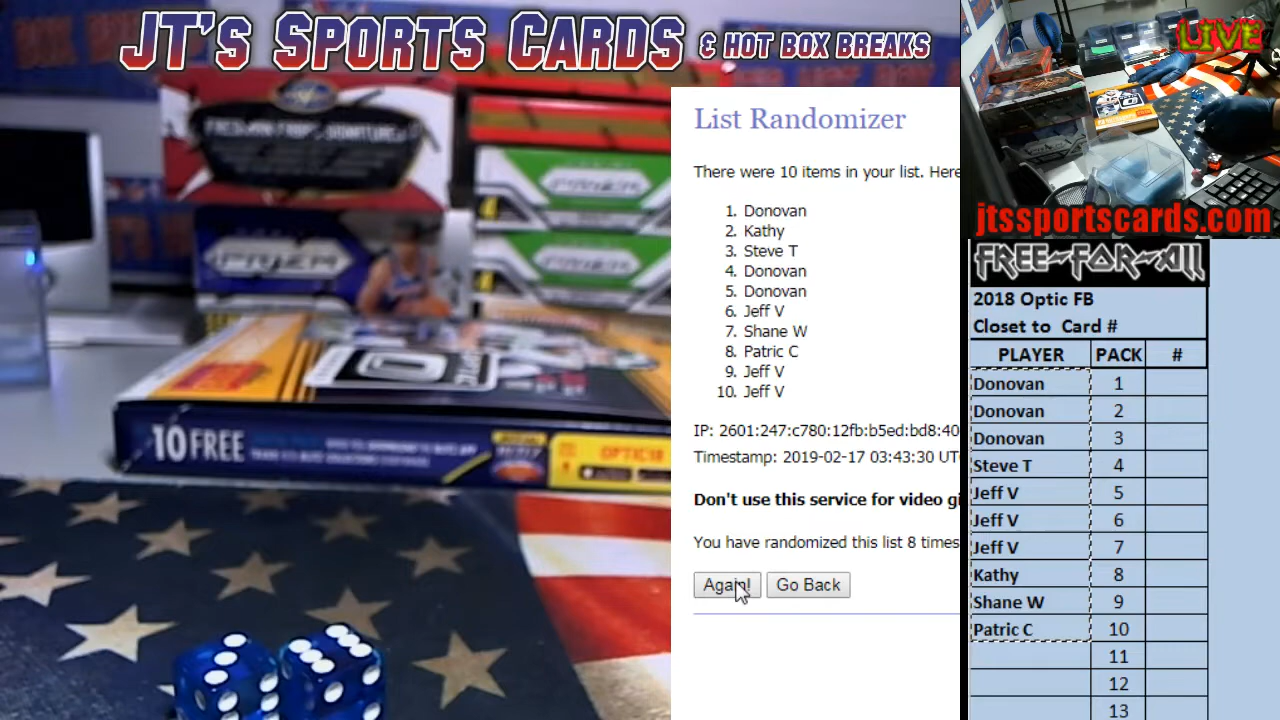 JT's Sports Cards & Hot Box Breaks
LIVE
jtssportscards.com
List Randomizer
There were 10 items in your list. Here
1. Donovan
2. Kathy
3. Steve T
4. Donovan
5. Donovan
6. Jeff V
7. Shane W
8. Patric C
9. Jeff V
10. Jeff V
IP: 2601:247:c780:12fb:b5ed:bd8:40
Timestamp: 2019-02-17 03:43:30 UT
Don't use this service for video gi
You have randomized this list 8 times
Again! Go Back
FREE-FOR-ALL
2018 Optic FB
Closet to Card #
PLAYER PACK #
Donovan 1
Donovan 2
Donovan 3
Steve T 4
Jeff V 5
Jeff V 6
Jeff V 7
Kathy 8
Shane W 9
Patric C 10
11
12
13
PRIZM
OPTIC
10 FREE
OPTIC18